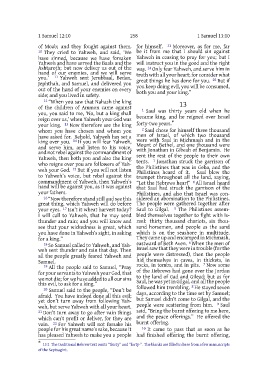 1 Samuel 12:10
258
1 Samuel 13:10
of Moab; and they fought against them.
10 They cried to Yahweh, and said, ‘We
have sinned, because we have forsaken
Yahweh and have served the Baals and the
Ashtaroth; but now deliver us out of the
hand of our enemies, and we will serve
you.’ 11 Yahweh sent Jerubbaal, Bedan,
Jephthah, and Samuel, and delivered you
out of the hand of your enemies on every
side; and you lived in safety.
12 “When you saw that Nahash the king
of the children of Ammon came against
you, you said to me, ‘No, but a king shall
reign over us,’ when Yahweh your God was
your king. 13 Now therefore see the king
whom you have chosen and whom you
have asked for. Behold, Yahweh has set a
king over you. 14 If you will fear Yahweh,
and serve him, and listen to his voice,
and not rebel against the commandment of
Yahweh, then both you and also the king
who reigns over you are followers of Yah-
weh your God. 15 But if you will not listen
to Yahweh’s voice, but rebel against the
commandment of Yahweh, then Yahweh’s
hand will be against you, as it was against
your fathers.
16 “Now therefore stand still and see this
great thing, which Yahweh will do before
your eyes. 17 Isn’t it wheat harvest today?
I will call to Yahweh, that he may send
thunder and rain; and you will know and
see that your wickedness is great, which
you have done in Yahweh’s sight, in asking
for a king.”
18 So Samuel called to Yahweh, and Yah-
weh sent thunder and rain that day. Then
all the people greatly feared Yahweh and
Samuel.
19 All the people said to Samuel, “Pray
for your servants to Yahweh your God, that
we not die; for we have added to all our sins
this evil, to ask for a king.”
20 Samuel said to the people, “Don’t be
afraid. You have indeed done all this evil;
yet don’t turn away from following Yah-
weh, but serve Yahweh with all your heart.
21 Don’t turn away to go after vain things
which can’t profit or deliver, for they are
vain. 22 For Yahweh will not forsake his
people for his great name’s sake, because it
has pleased Yahweh to make you a people
for himself. 23 Moreover, as for me, far
be it from me that I should sin against
Yahweh in ceasing to pray for you; but I
will instruct you in the good and the right
way. 24 Only fear Yahweh, and serve him in
truth with all your heart; for consider what
great things he has done for you. 25 But if
you keep doing evil, you will be consumed,
both you and your king.”
13
1 Saul was thirty years old when he
became king, and he reigned over Israel
forty-two years.*
2 Saul chose for himself three thousand
men of Israel, of which two thousand
were with Saul in Michmash and in the
Mount of Bethel, and one thousand were
with Jonathan in Gibeah of Benjamin. He
sent the rest of the people to their own
tents. 3 Jonathan struck the garrison of
the Philistines that was in Geba, and the
Philistines heard of it. Saul blew the
trumpet throughout all the land, saying,
“Let the Hebrews hear!” 4 All Israel heard
that Saul had struck the garrison of the
Philistines, and also that Israel was con-
sidered an abomination to the Philistines.
The people were gathered together after
Saul to Gilgal. 5 The Philistines assem-
bled themselves together to fight with Is-
rael: thirty thousand chariots, six thou-
sand horsemen, and people as the sand
which is on the seashore in multitude.
They came up and encamped in Michmash,
eastward of Beth Aven. 6 When the men of
Israel saw that they were in trouble (for the
people were distressed), then the people
hid themselves in caves, in thickets, in
rocks, in tombs, and in pits. 7 Now some
of the Hebrews had gone over the Jordan
to the land of Gad and Gilead; but as for
Saul, he was yet in Gilgal, and all the people
followed him trembling. 8 He stayed seven
days, according to the time set by Samuel;
but Samuel didn’t come to Gilgal, and the
people were scattering from him. 9 Saul
said, “Bring the burnt offering to me here,
and the peace offerings.” He offered the
burnt offering.
10 It came to pass that as soon as he
had finished offering the burnt offering,
* 13:1 The traditional Hebrew text omits “thirty” and “forty-”. The blanks are filled in here from a few manuscripts
of the Septuagint.